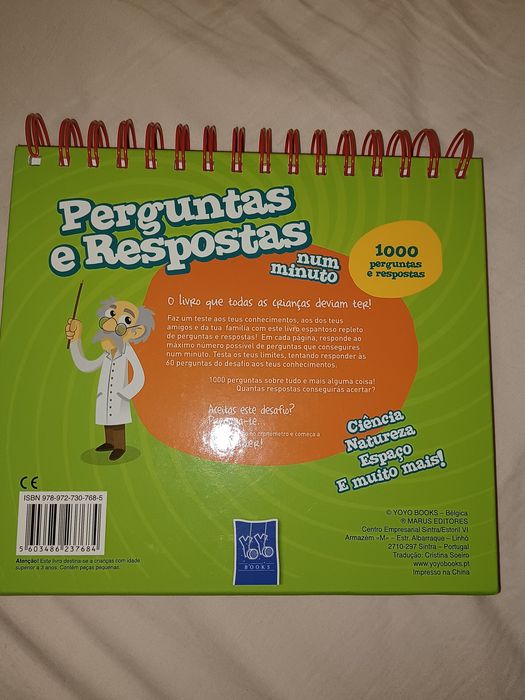 Perguntas
e Respostas
num
minuto
1000
perguntas
e respostas
O livro que todas as crianças deviam ter!
Faz um teste aos teus conhecimentos, aos dos teus
amigos e da tua família com este livro espantoso repleto
de perguntas e respostas! Em cada página, responde ao
máximo número possível de perguntas que conseguires
num minuto. Testa os teus limites, tentando responder às
60 perguntas do desafio aos teus conhecimentos.
1000 perguntas sobre tudo e mais alguma coisa!
Quantas respostas conseguirás acertar?
Aceitas este desafio?
no cronómetro e começa a
Ciência
Natureza
Espaço
E muito mais!
CE
ISBN 978-972-730-768-5
5 603486 237684
Atenção! Este livro destina-se a crianças com idade
superior a 3 anos. Contém peças pequenas.
YoYo
BOOKS
© YOYO BOOKS – Bélgica
® MARUS EDITORES
Centro Empresarial Sintra/Estoril VI
Armazém «M» – Estr. Albarraque – Linhó
2710-297 Sintra – Portugal
Tradução: Cristina Soeiro
www.yoyobooks.pt
Impresso na China